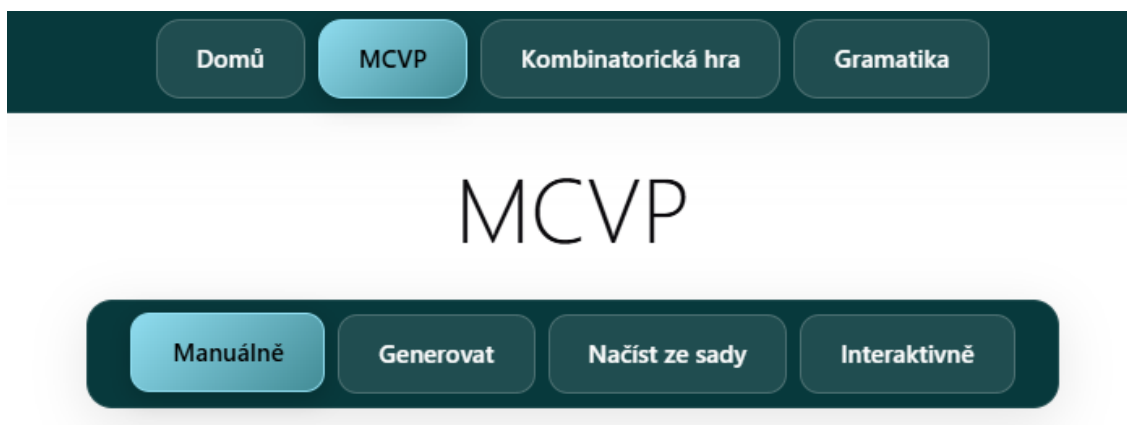 Domů MCVP Kombinatorická hra Gramatika
MCVP
Manuálně Generovat Načíst ze sady Interaktivně